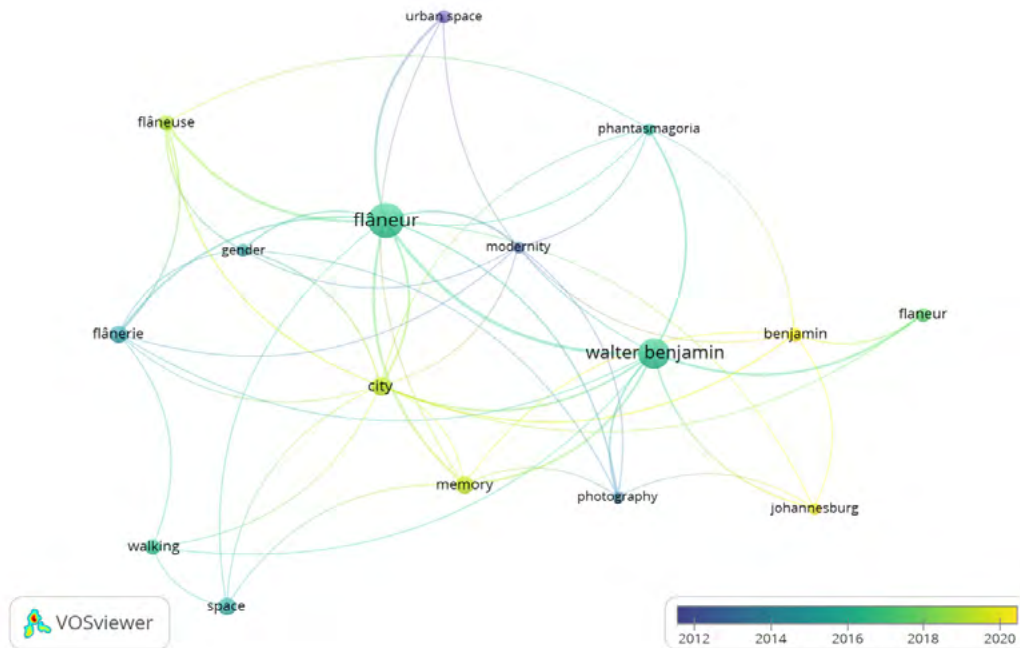 urban space
flâneuse
phantasmagoria
flâneur
gender
modernity
flaneur
flânerie
benjamin
walter benjamin
city
memory
photography
johannesburg
walking
space
VOSviewer
2012 2014 2016 2018 2020